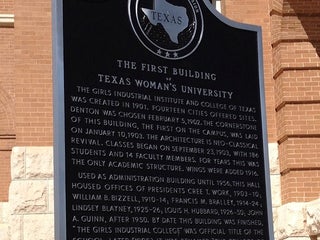 TEXAS
THE FIRST BUILDING
OF
TEXAS WOMAN'S UNIVERSITY
THE GIRLS INDUSTRIAL INSTITUTE AND COLLEGE OF TEXAS
WAS CREATED IN 1901. FOURTEEN CITIES OFFERED SITES.
DENTON WAS CHOSEN FEBRUARY 5, 1902. THE CORNERSTONE
OF THIS BUILDING, THE FIRST ON THE CAMPUS, WAS LAID
ON JANUARY 10, 1903. THE ARCHITECTURE IS NEO-CLASSICAL
REVIVAL. CLASSES BEGAN ON SEPTEMBER 23, 1903, WITH 186
STUDENTS AND 14 FACULTY MEMBERS. FOR YEARS THIS WAS
THE ONLY ACADEMIC STRUCTURE. WINGS WERE ADDED 1916.
USED AS ADMINISTRATION BUILDING UNTIL 1956, THIS HALL
HOUSED OFFICES OF PRESIDENTS CREE T. WORK, 1903-10,
WILLIAM B. BIZZELL, 1910-14, FRANCIS M. BRALLEY, 1914-24,
LINDSEY BLAYNEY, 1925-26, LOUIS H. HUBBARD, 1926-50, JOHN
A. GUINN, AFTER 1950. BY DATE THIS BUILDING WAS FINISHED,
"THE GIRLS INDUSTRIAL COLLEGE" WAS OFFICIAL TITLE OF THE